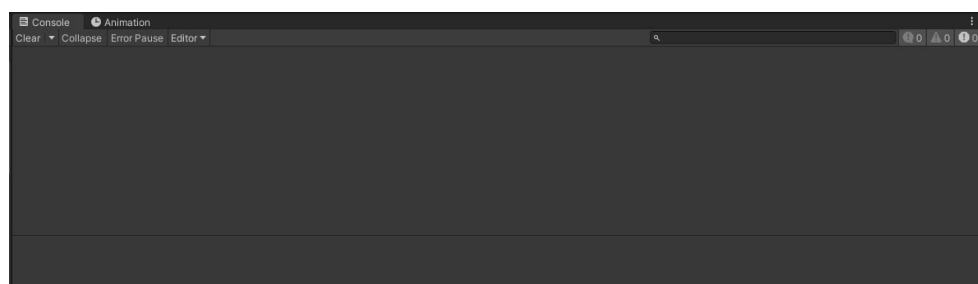 Console Animation
Clear Collapse Error Pause Editor 0 0 0